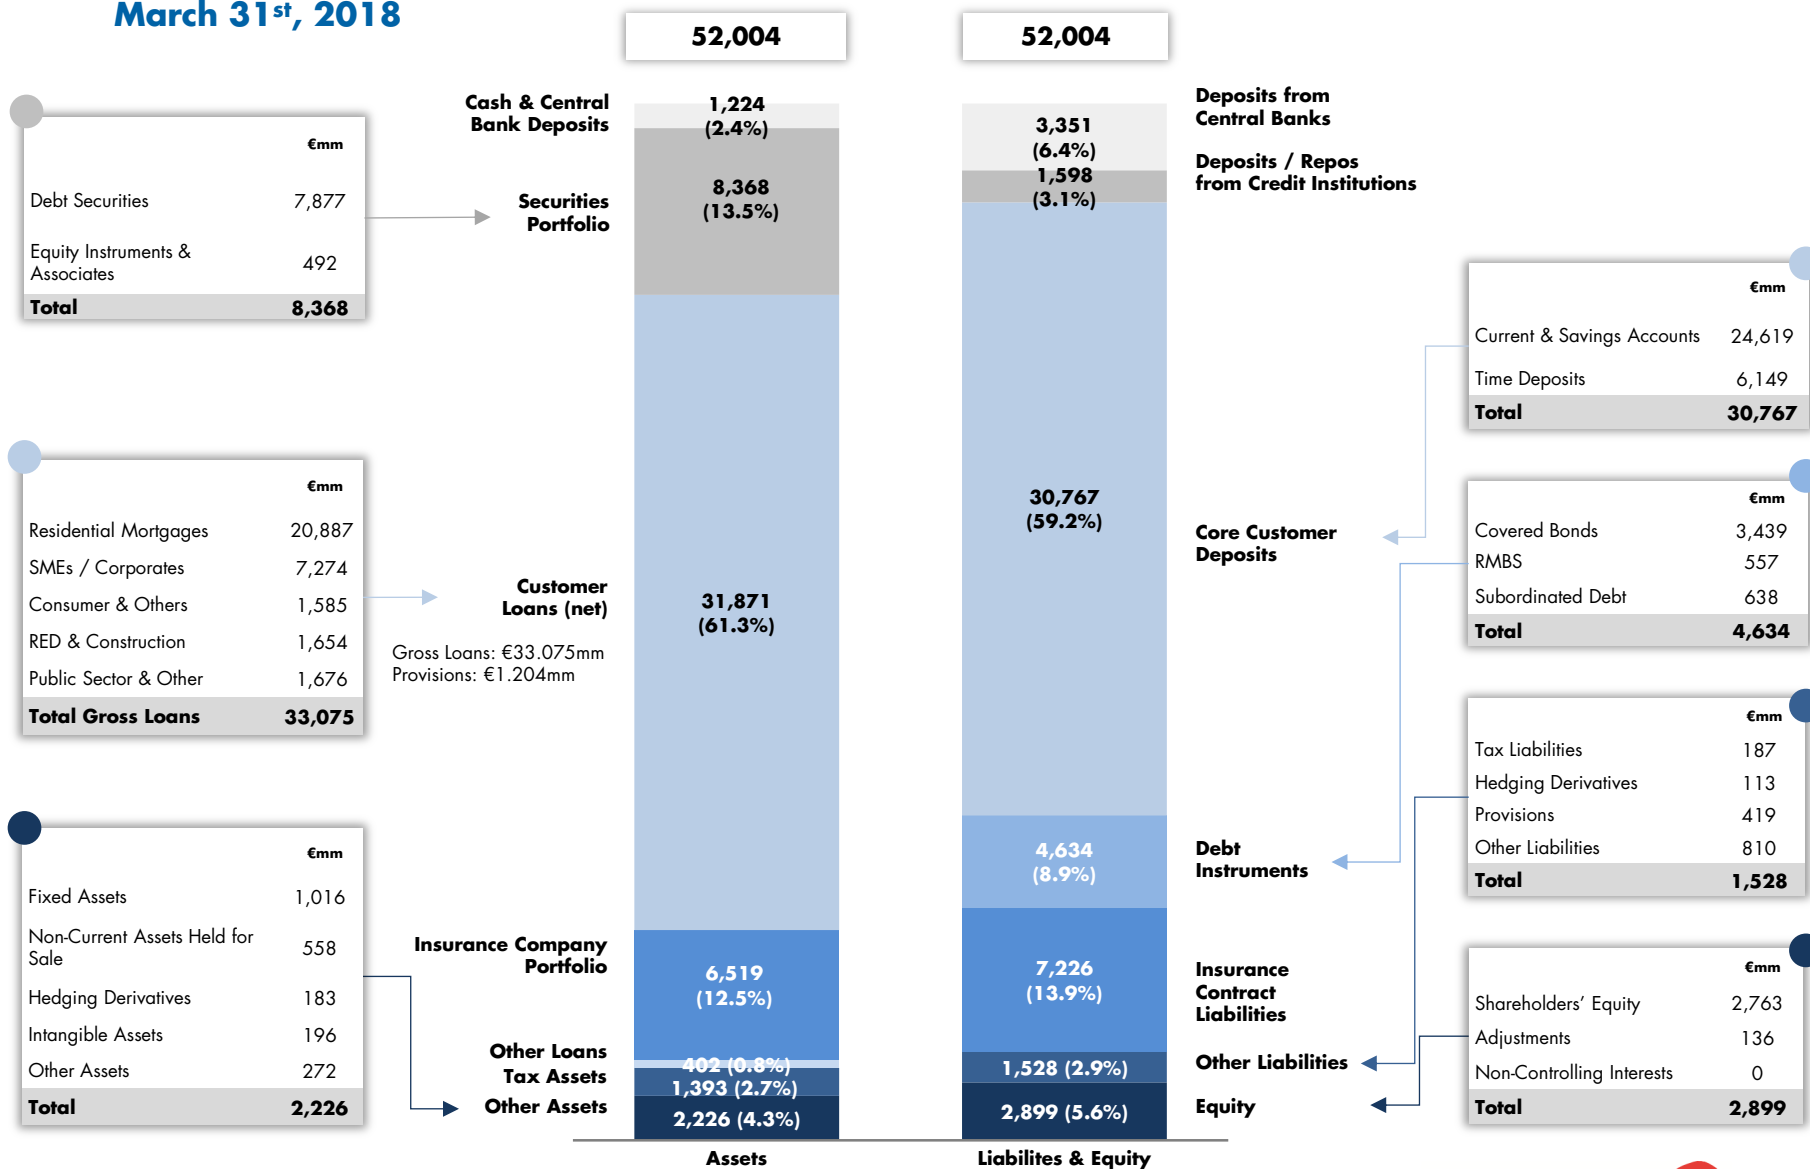 March 31st, 2018
52,004
52,004
€mm
Debt Securities 7,877
Equity Instruments &
Associates 492
Total 8,368
€mm
Residential Mortgages 20,887
SMEs / Corporates 7,274
Consumer & Others 1,585
RED & Construction 1,654
Public Sector & Other 1,676
Total Gross Loans 33,075
€mm
Fixed Assets 1,016
Non-Current Assets Held for
Sale 558
Hedging Derivatives 183
Intangible Assets 196
Other Assets 272
Total 2,226
Cash & Central
Bank Deposits
Securities
Portfolio
Customer
Loans (net)
Gross Loans: €33.075mm
Provisions: €1.204mm
Insurance Company
Portfolio
Other Loans
Tax Assets
Other Assets
1,224
(2.4%)
8,368
(13.5%)
31,871
(61.3%)
6,519
(12.5%)
402 (0.8%)
1,393 (2.7%)
2,226 (4.3%)
Assets
3,351
(6.4%)
1,598
(3.1%)
30,767
(59.2%)
4,634
(8.9%)
7,226
(13.9%)
1,528 (2.9%)
2,899 (5.6%)
Liabilites & Equity
Deposits from
Central Banks
Deposits / Repos
from Credit Institutions
Core Customer
Deposits
Debt
Instruments
Insurance
Contract
Liabilities
Other Liabilities
Equity
€mm
Current & Savings Accounts 24,619
Time Deposits 6,149
Total 30,767
€mm
Covered Bonds 3,439
RMBS 557
Subordinated Debt 638
Total 4,634
€mm
Tax Liabilities 187
Hedging Derivatives 113
Provisions 419
Other Liabilities 810
Total 1,528
€mm
Shareholders’ Equity 2,763
Adjustments 136
Non-Controlling Interests 0
Total 2,899